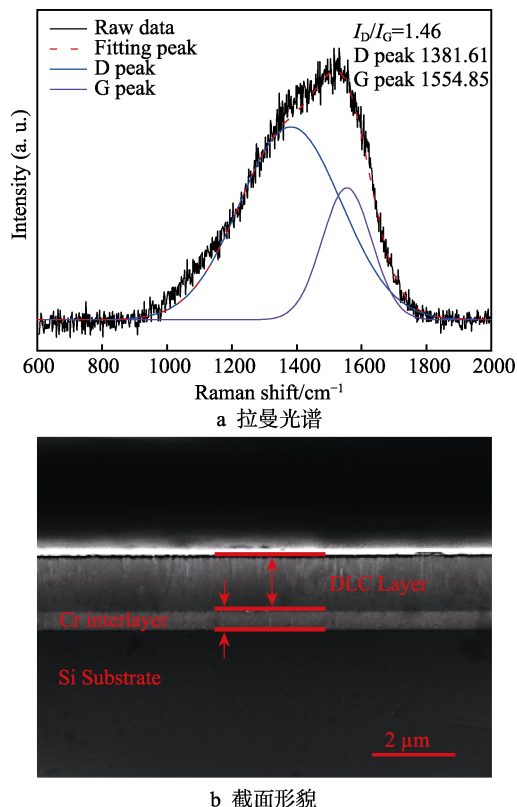 Raw data
Fitting peak
D peak
G peak
I_D/I_G=1.46
D peak 1381.61
G peak 1554.85
Intensity (a. u.)
600 800 1000 1200 1400 1600 1800 2000
Raman shift/cm⁻¹
a 拉曼光谱
DLC Layer
Cr interlayer
Si Substrate
2 μm
b 截面形貌